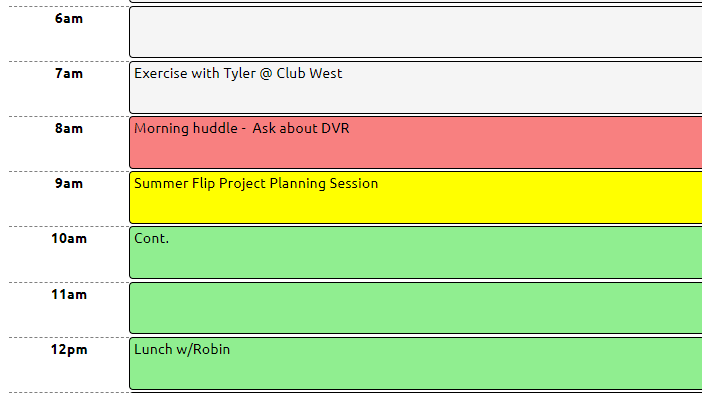 6am
7am Exercise with Tyler @ Club West
8am Morning huddle -  Ask about DVR
9am Summer Flip Project Planning Session
10am Cont.
11am
12pm Lunch w/Robin